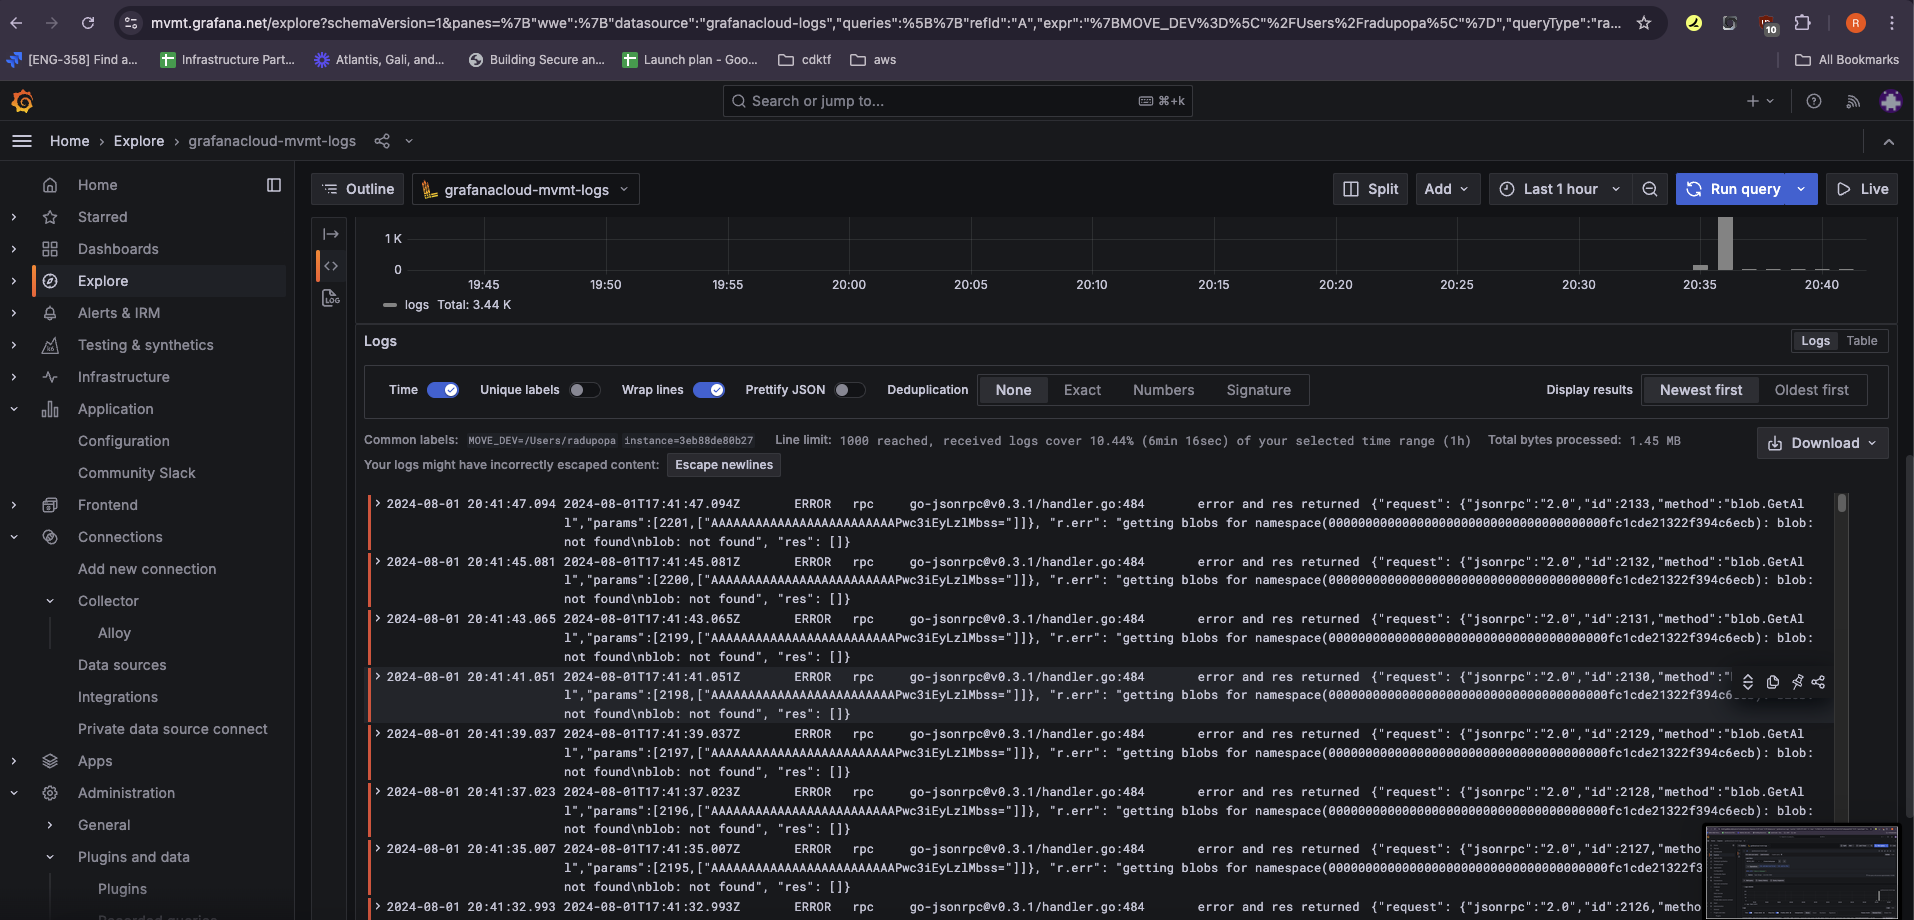 mvmt.grafana.net/explore?schemaVersion=1&panes=%7B"wwe":%7B"datasource":"grafanacloud-logs","queries":%5B%7B"refId":"A","expr":"%7BMOVE_DEV%3D%5C"%2FUsers%2Fradupopa%5C"%7D","queryType":"ra...
10
R
[ENG-358] Find a...
Infrastructure Part...
Atlantis, Gali, and...
Building Secure an...
Launch plan - Goo...
cdktf
aws
All Bookmarks
Search or jump to...
⌘+k
Home › Explore › grafanacloud-mvmt-logs
Home
Starred
Dashboards
Explore
Alerts & IRM
Testing & synthetics
Infrastructure
Application
Configuration
Community Slack
Frontend
Connections
Add new connection
Collector
Alloy
Data sources
Integrations
Private data source connect
Apps
Administration
General
Plugins and data
Plugins
Outline
grafanacloud-mvmt-logs
Split
Add
Last 1 hour
Run query
Live
LOG
1 K
0
19:45 19:50 19:55 20:00 20:05 20:10 20:15 20:20 20:25 20:30 20:35 20:40
logs Total: 3.44 K
Logs
Logs Table
Time
Unique labels
Wrap lines
Prettify JSON
Deduplication
None Exact Numbers Signature
Display results
Newest first Oldest first
Common labels: MOVE_DEV=/Users/radupopa instance=3eb88de80b27 Line limit: 1000 reached, received logs cover 10.44% (6min 16sec) of your selected time range (1h) Total bytes processed: 1.45 MB
Download
Your logs might have incorrectly escaped content: Escape newlines
2024-08-01 20:41:47.094 2024-08-01T17:41:47.094Z ERROR rpc go-jsonrpc@v0.3.1/handler.go:484 error and res returned {"request": {"jsonrpc":"2.0","id":2133,"method":"blob.GetAl
l","params":[2201,["AAAAAAAAAAAAAAAAAAAAAAAAAPwc3iEyLzlMbss="]]}, "r.err": "getting blobs for namespace(00000000000000000000000000000000000000fc1cde21322f394c6ecb): blob:
not found\nblob: not found", "res": []}
2024-08-01 20:41:45.081 2024-08-01T17:41:45.081Z ERROR rpc go-jsonrpc@v0.3.1/handler.go:484 error and res returned {"request": {"jsonrpc":"2.0","id":2132,"method":"blob.GetAl
l","params":[2200,["AAAAAAAAAAAAAAAAAAAAAAAAAPwc3iEyLzlMbss="]]}, "r.err": "getting blobs for namespace(00000000000000000000000000000000000000fc1cde21322f394c6ecb): blob:
not found\nblob: not found", "res": []}
2024-08-01 20:41:43.065 2024-08-01T17:41:43.065Z ERROR rpc go-jsonrpc@v0.3.1/handler.go:484 error and res returned {"request": {"jsonrpc":"2.0","id":2131,"method":"blob.GetAl
l","params":[2199,["AAAAAAAAAAAAAAAAAAAAAAAAAPwc3iEyLzlMbss="]]}, "r.err": "getting blobs for namespace(00000000000000000000000000000000000000fc1cde21322f394c6ecb): blob:
not found\nblob: not found", "res": []}
2024-08-01 20:41:41.051 2024-08-01T17:41:41.051Z ERROR rpc go-jsonrpc@v0.3.1/handler.go:484 error and res returned {"request": {"jsonrpc":"2.0","id":2130,"method":"
l","params":[2198,["AAAAAAAAAAAAAAAAAAAAAAAAAPwc3iEyLzlMbss="]]}, "r.err": "getting blobs for namespace(00000000000000000000000000000000000000fc1cde21322f394c6
not found\nblob: not found", "res": []}
2024-08-01 20:41:39.037 2024-08-01T17:41:39.037Z ERROR rpc go-jsonrpc@v0.3.1/handler.go:484 error and res returned {"request": {"jsonrpc":"2.0","id":2129,"method":"blob.GetAl
l","params":[2197,["AAAAAAAAAAAAAAAAAAAAAAAAAPwc3iEyLzlMbss="]]}, "r.err": "getting blobs for namespace(00000000000000000000000000000000000000fc1cde21322f394c6ecb): blob:
not found\nblob: not found", "res": []}
2024-08-01 20:41:37.023 2024-08-01T17:41:37.023Z ERROR rpc go-jsonrpc@v0.3.1/handler.go:484 error and res returned {"request": {"jsonrpc":"2.0","id":2128,"method":"blob.GetAl
l","params":[2196,["AAAAAAAAAAAAAAAAAAAAAAAAAPwc3iEyLzlMbss="]]}, "r.err": "getting blobs for namespace(00000000000000000000000000000000000000fc1cde21322f394c6ecb): blob:
not found\nblob: not found", "res": []}
2024-08-01 20:41:35.007 2024-08-01T17:41:35.007Z ERROR rpc go-jsonrpc@v0.3.1/handler.go:484 error and res returned {"request": {"jsonrpc":"2.0","id":2127,"metho
l","params":[2195,["AAAAAAAAAAAAAAAAAAAAAAAAAPwc3iEyLzlMbss="]]}, "r.err": "getting blobs for namespace(00000000000000000000000000000000000000fc1cde21322f394c6
not found\nblob: not found", "res": []}
2024-08-01 20:41:32.993 2024-08-01T17:41:32.993Z ERROR rpc go-jsonrpc@v0.3.1/handler.go:484 error and res returned {"request": {"jsonrpc":"2.0","id":2126,"metho